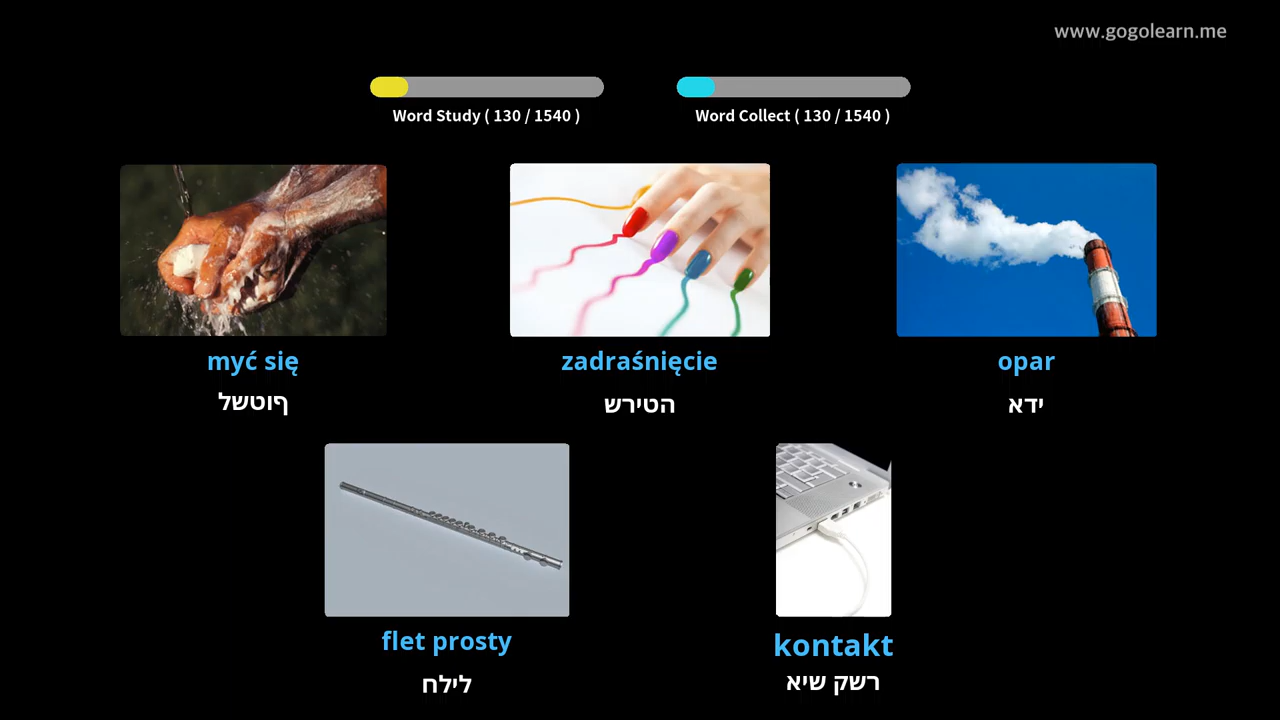 www.gogolearn.me
Word Study ( 130 / 1540 )
Word Collect ( 130 / 1540 )
myć się
ףוטשל
zadraśnięcie
הטירש
opar
ידא
flet prosty
לילח
kontakt
רשק שיא